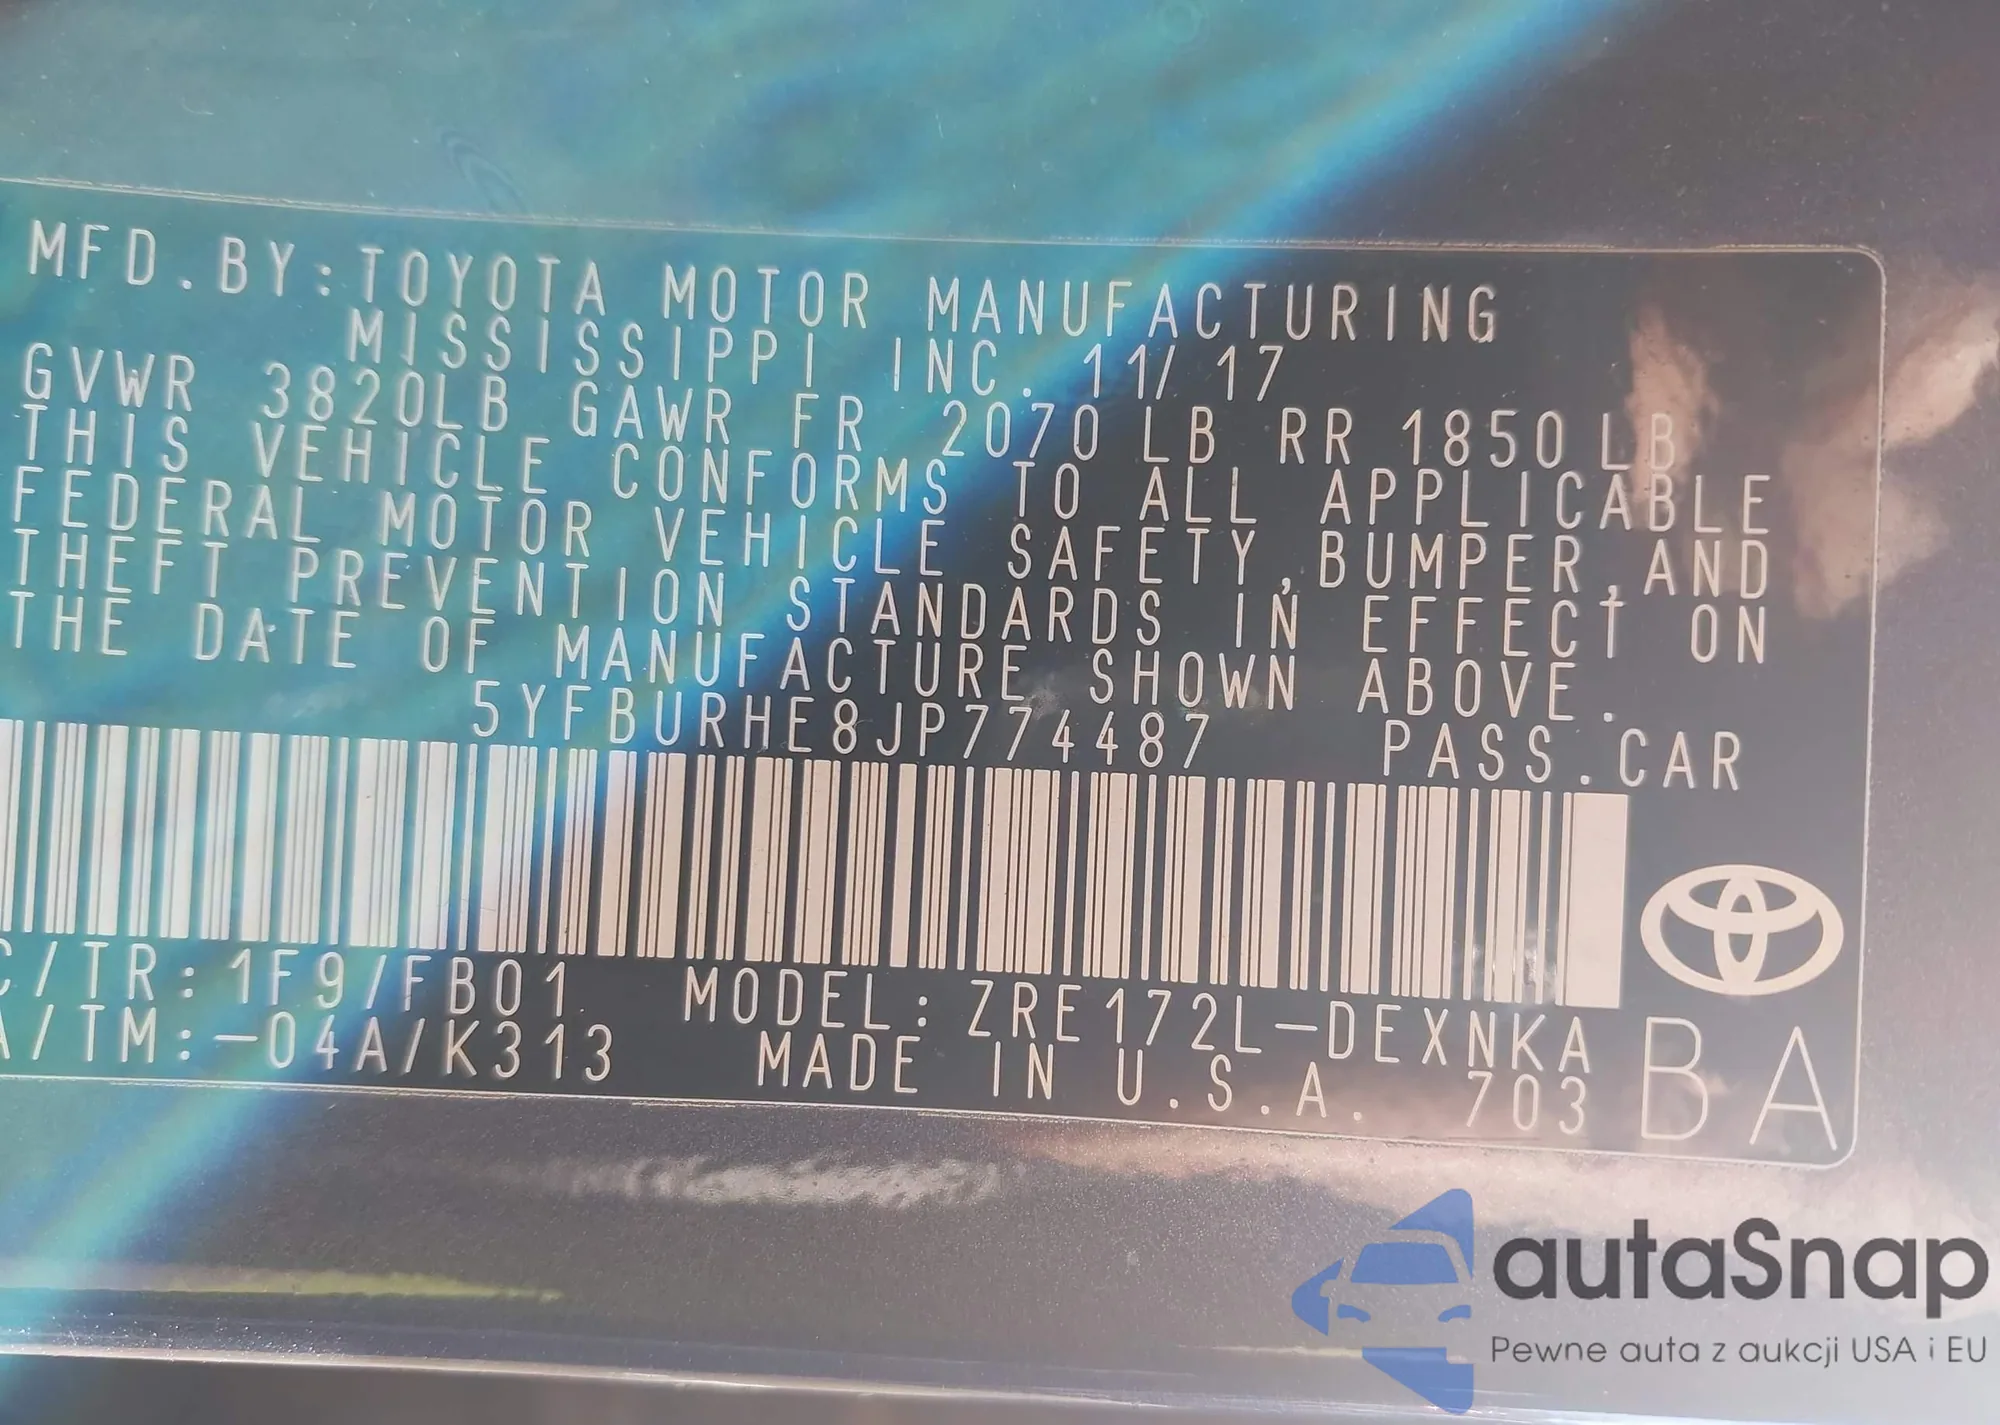 MFD.BY:TOYOTA MOTOR MANUFACTURING
MISSISSIPPI INC. 11/17
GVWR 3820LB GAWR FR 2070LB RR 1850LB
THIS VEHICLE CONFORMS TO ALL APPLICABLE
FEDERAL MOTOR VEHICLE SAFETY,BUMPER,AND
THEFT PREVENTION STANDARDS IN EFFECT ON
THE DATE OF MANUFACTURE SHOWN ABOVE.
5YFBURHE8JP774487 PASS.CAR
C/TR:1F9/FB01 MODEL:ZRE172L-DEXNKA
A/TM:-04A/K313 MADE IN U.S.A. 703 BA
autaSnap
Pewne auta z aukcji USA i EU